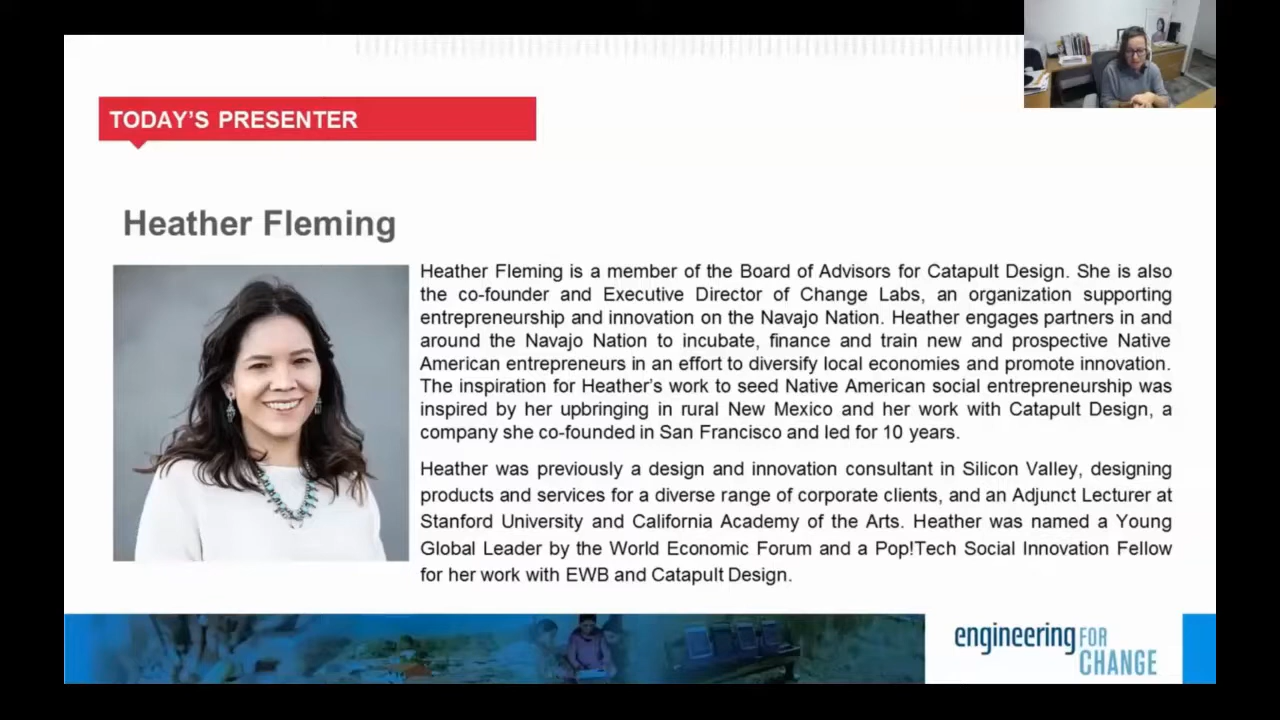 TODAY'S PRESENTER
Heather Fleming
Heather Fleming is a member of the Board of Advisors for Catapult Design. She is also
the co-founder and Executive Director of Change Labs, an organization supporting
entrepreneurship and innovation on the Navajo Nation. Heather engages partners in and
around the Navajo Nation to incubate, finance and train new and prospective Native
American entrepreneurs in an effort to diversify local economies and promote innovation.
The inspiration for Heather's work to seed Native American social entrepreneurship was
inspired by her upbringing in rural New Mexico and her work with Catapult Design, a
company she co-founded in San Francisco and led for 10 years.
Heather was previously a design and innovation consultant in Silicon Valley, designing
products and services for a diverse range of corporate clients, and an Adjunct Lecturer at
Stanford University and California Academy of the Arts. Heather was named a Young
Global Leader by the World Economic Forum and a Pop!Tech Social Innovation Fellow
for her work with EWB and Catapult Design.
engineering FOR
CHANGE